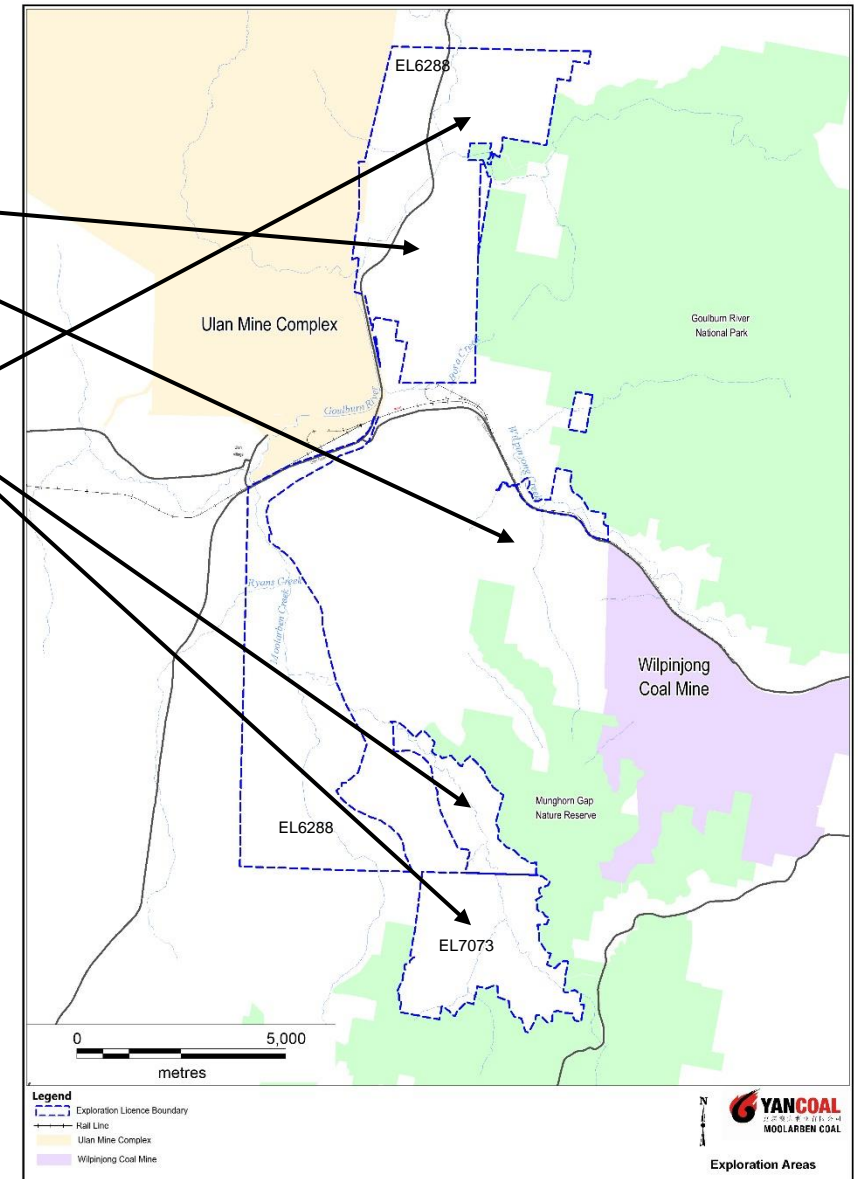 EL6288
Ulan Mine Complex
Goulburn River
National Park
Goulburn River
Wilpinjong Creek
Ryans Creek
Moolarben Creek
Wilpinjong
Coal Mine
Munghorn Gap
Nature Reserve
EL6288
EL7073
0 5,000
metres
Legend
Exploration Licence Boundary
Rail Line
Ulan Mine Complex
Wilpinjong Coal Mine
N
YANCOAL
MOOLARBEN COAL
Exploration Areas